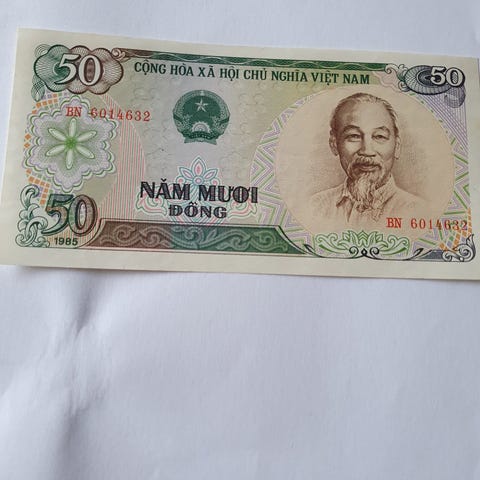 50 CỘNG HÒA XÃ HỘI CHỦ NGHĨA VIỆT NAM 50
BN 6014632
NĂM MƯƠI
ĐỒNG
50
BN 6014632
1985